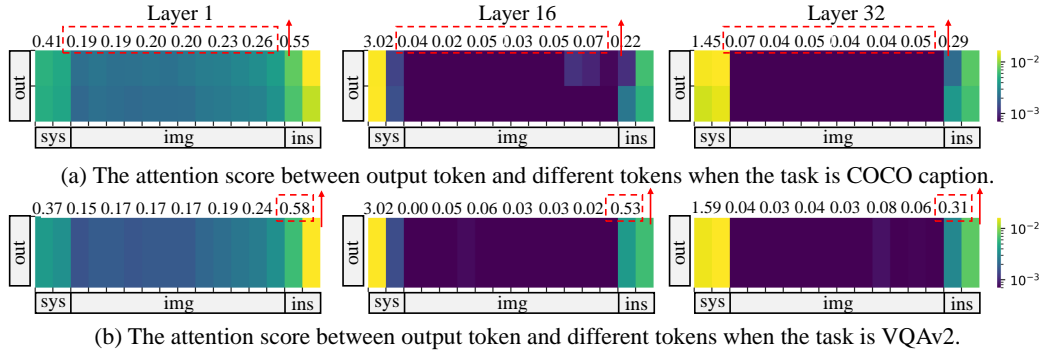 Layer 1 Layer 16 Layer 32
0.41 0.19 0.19 0.20 0.20 0.23 0.26 0.55 3.02 0.04 0.02 0.05 0.03 0.05 0.07 0.22 1.45 0.07 0.04 0.05 0.04 0.04 0.05 0.29
out out out
10⁻²
10⁻³
sys img ins sys img ins sys img ins
(a) The attention score between output token and different tokens when the task is COCO caption.
0.37 0.15 0.17 0.17 0.17 0.19 0.24 0.58 3.02 0.00 0.05 0.06 0.03 0.03 0.02 0.53 1.59 0.04 0.03 0.04 0.03 0.08 0.06 0.31
out out out
10⁻²
10⁻³
sys img ins sys img ins sys img ins
(b) The attention score between output token and different tokens when the task is VQAv2.